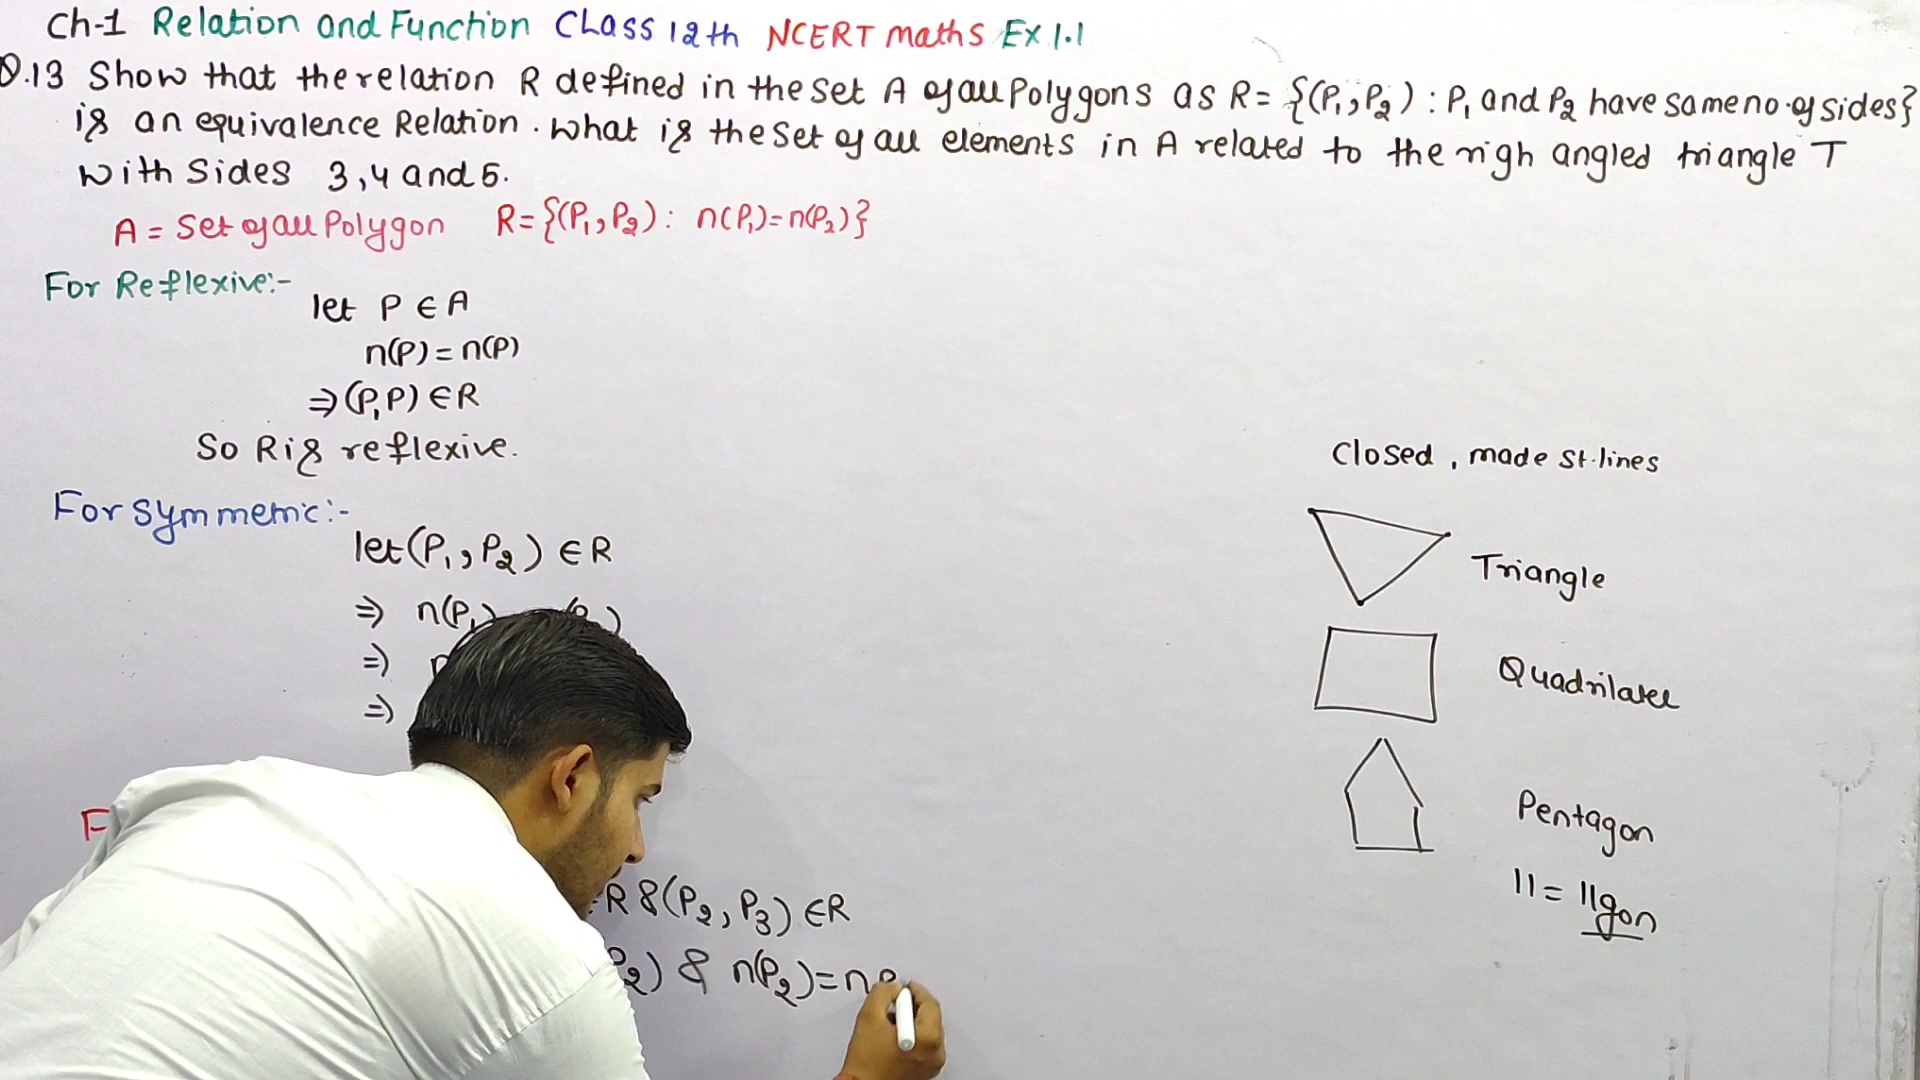 Ch-1 Relation and Function Class 12th NCERT maths Ex 1.1
Q.13 Show that the relation R defined in the set A of all Polygons as R= {(P₁,P₂) : P₁ and P₂ have same no. of sides}
is an equivalence Relation. what is the set of all elements in A related to the righ angled triangle T
with sides 3,4 and 5.
A = Set of all Polygon R={(P₁,P₂): n(P₁)=n(P₂)}
For Reflexive:-
let P ∈ A
n(P) = n(P)
⇒ (P,P) ∈ R
So R is reflexive.
For symmetric:-
let (P₁,P₂) ∈ R
⇒ n(P₁)
⇒
⇒
R & (P₂,P₃) ∈ R
P₂) & n(P₂)=nP
Closed, made st. lines
Triangle
Quadrilatel
Pentagon
11 = 11gon